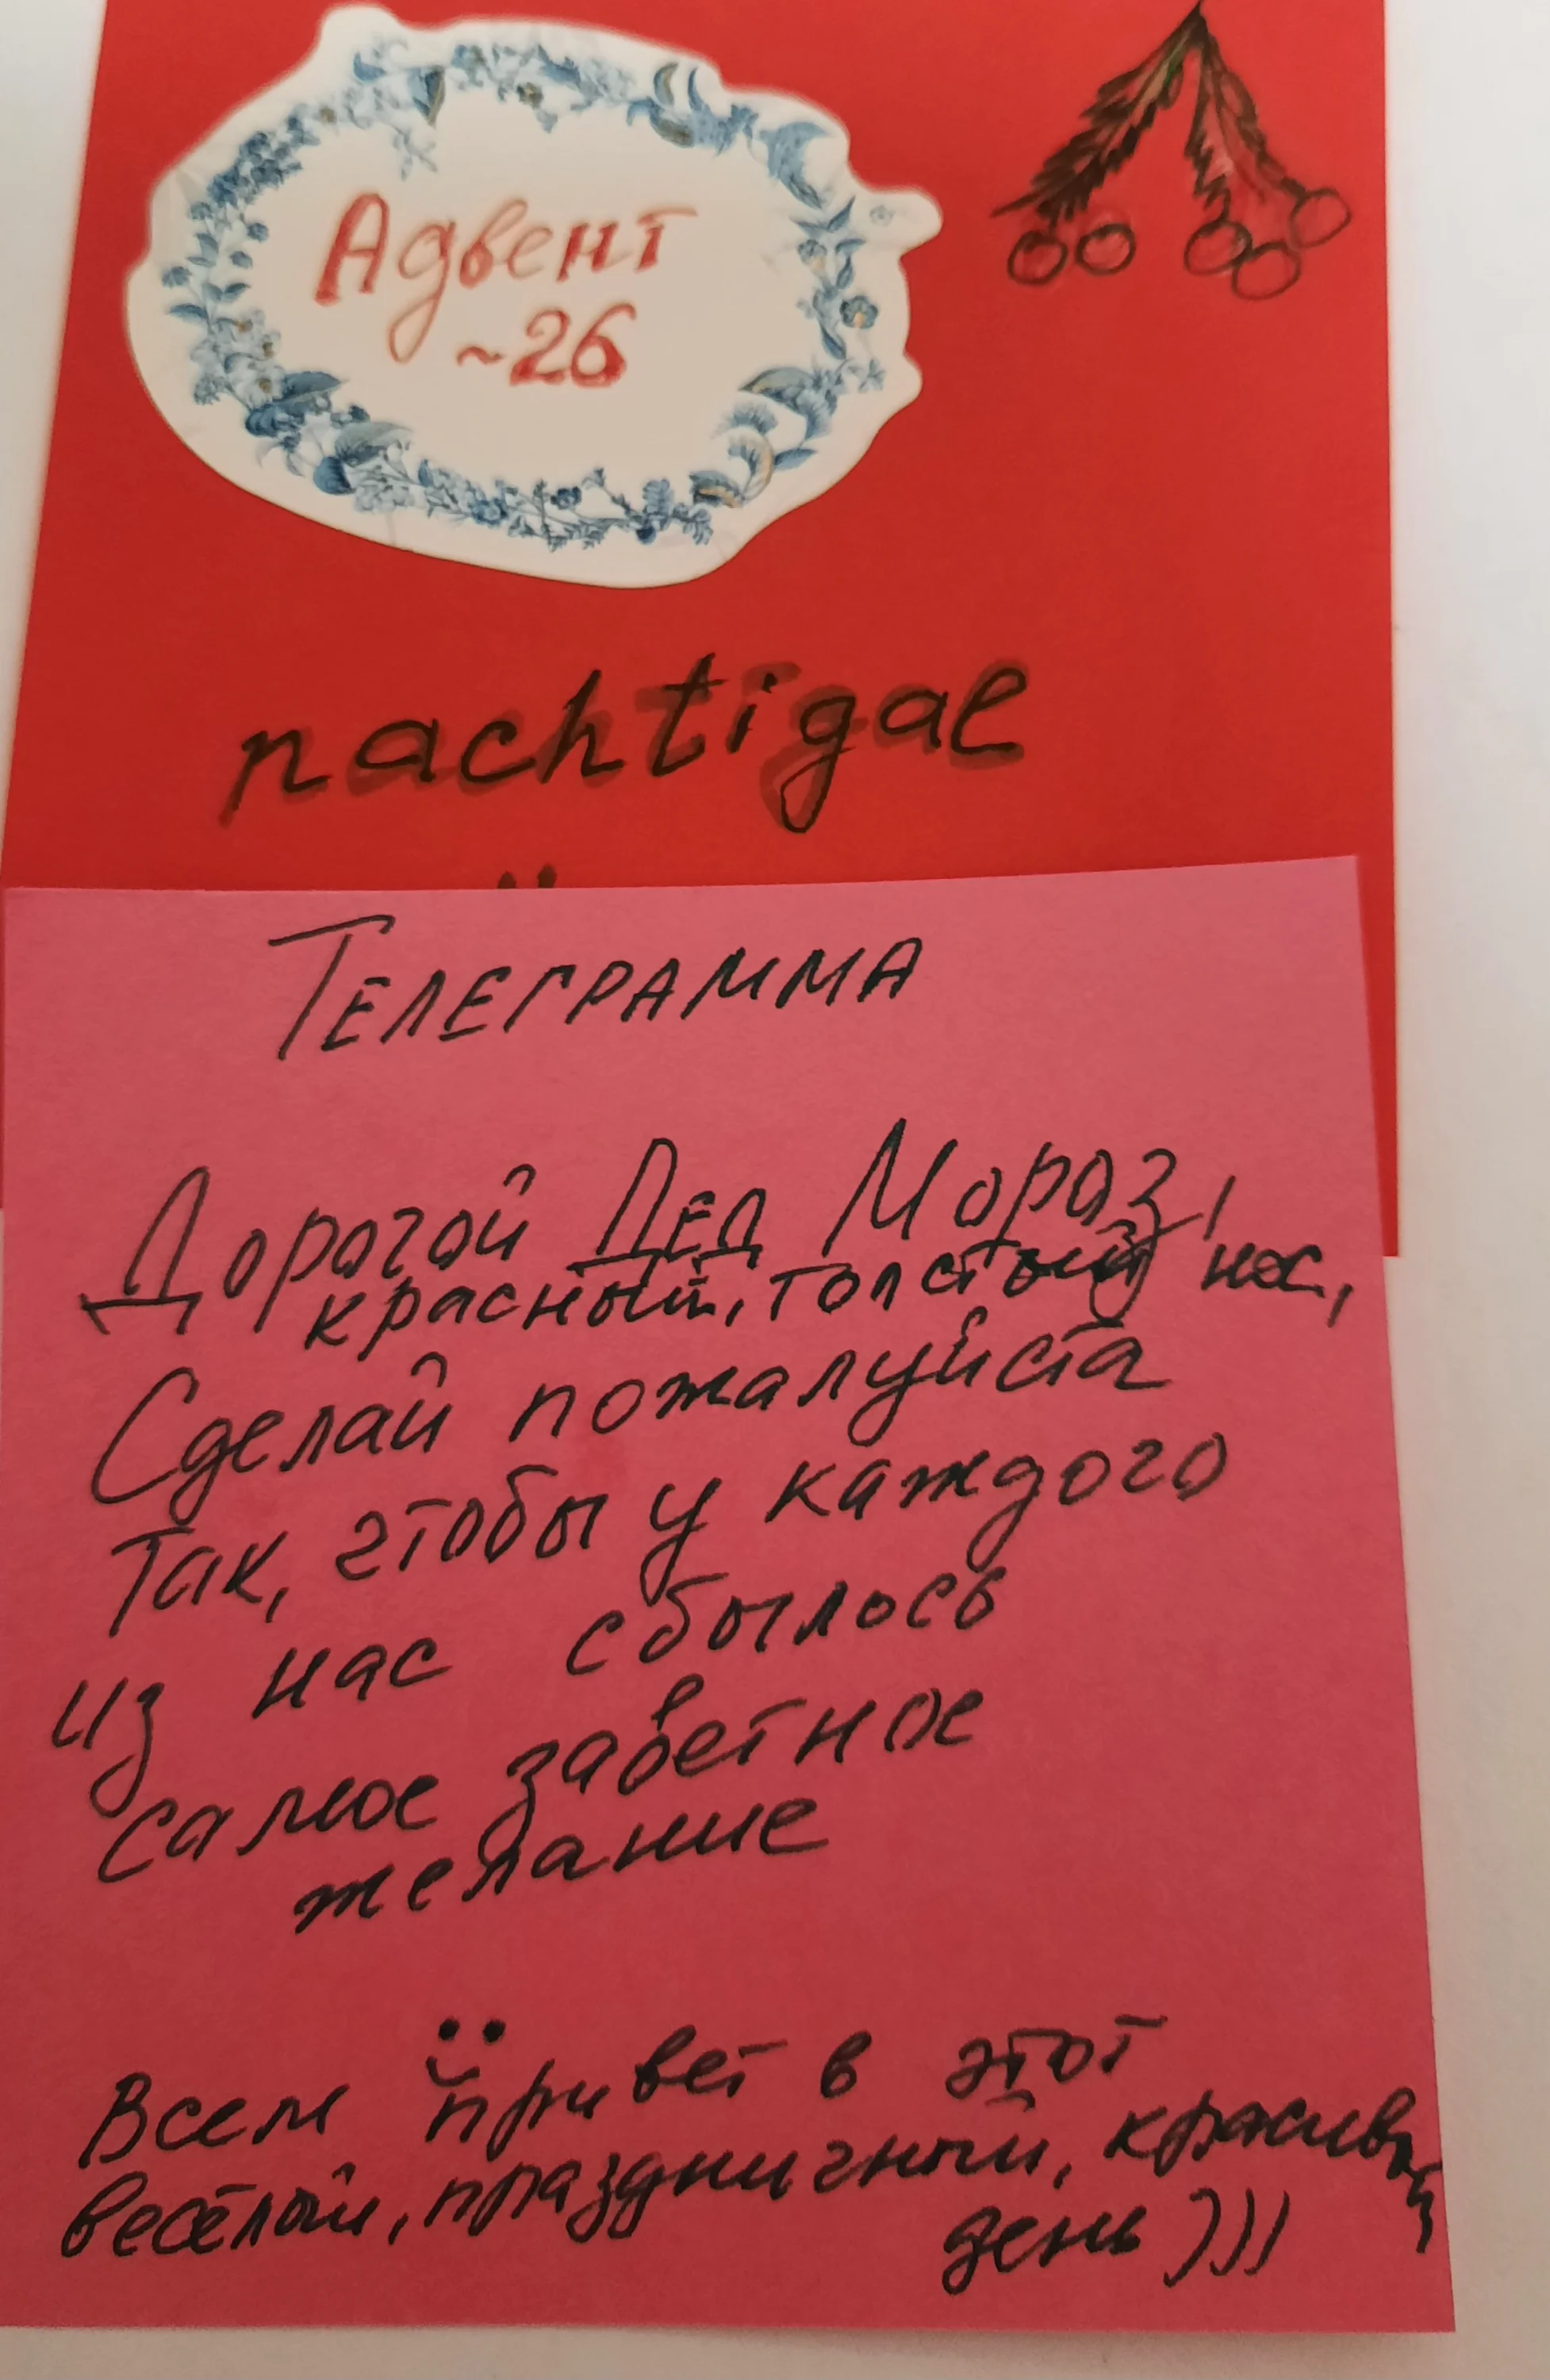 Адвент
~26
nachtigal
Телеграмма
Дорогой Дед Мороз,
красный, толстый нос,
Сделай пожалуйста
так, чтобы у каждого
из нас сбылось
самое заветное
желание
Всем привет в этот
весёлый, праздничный, красивый
день)))